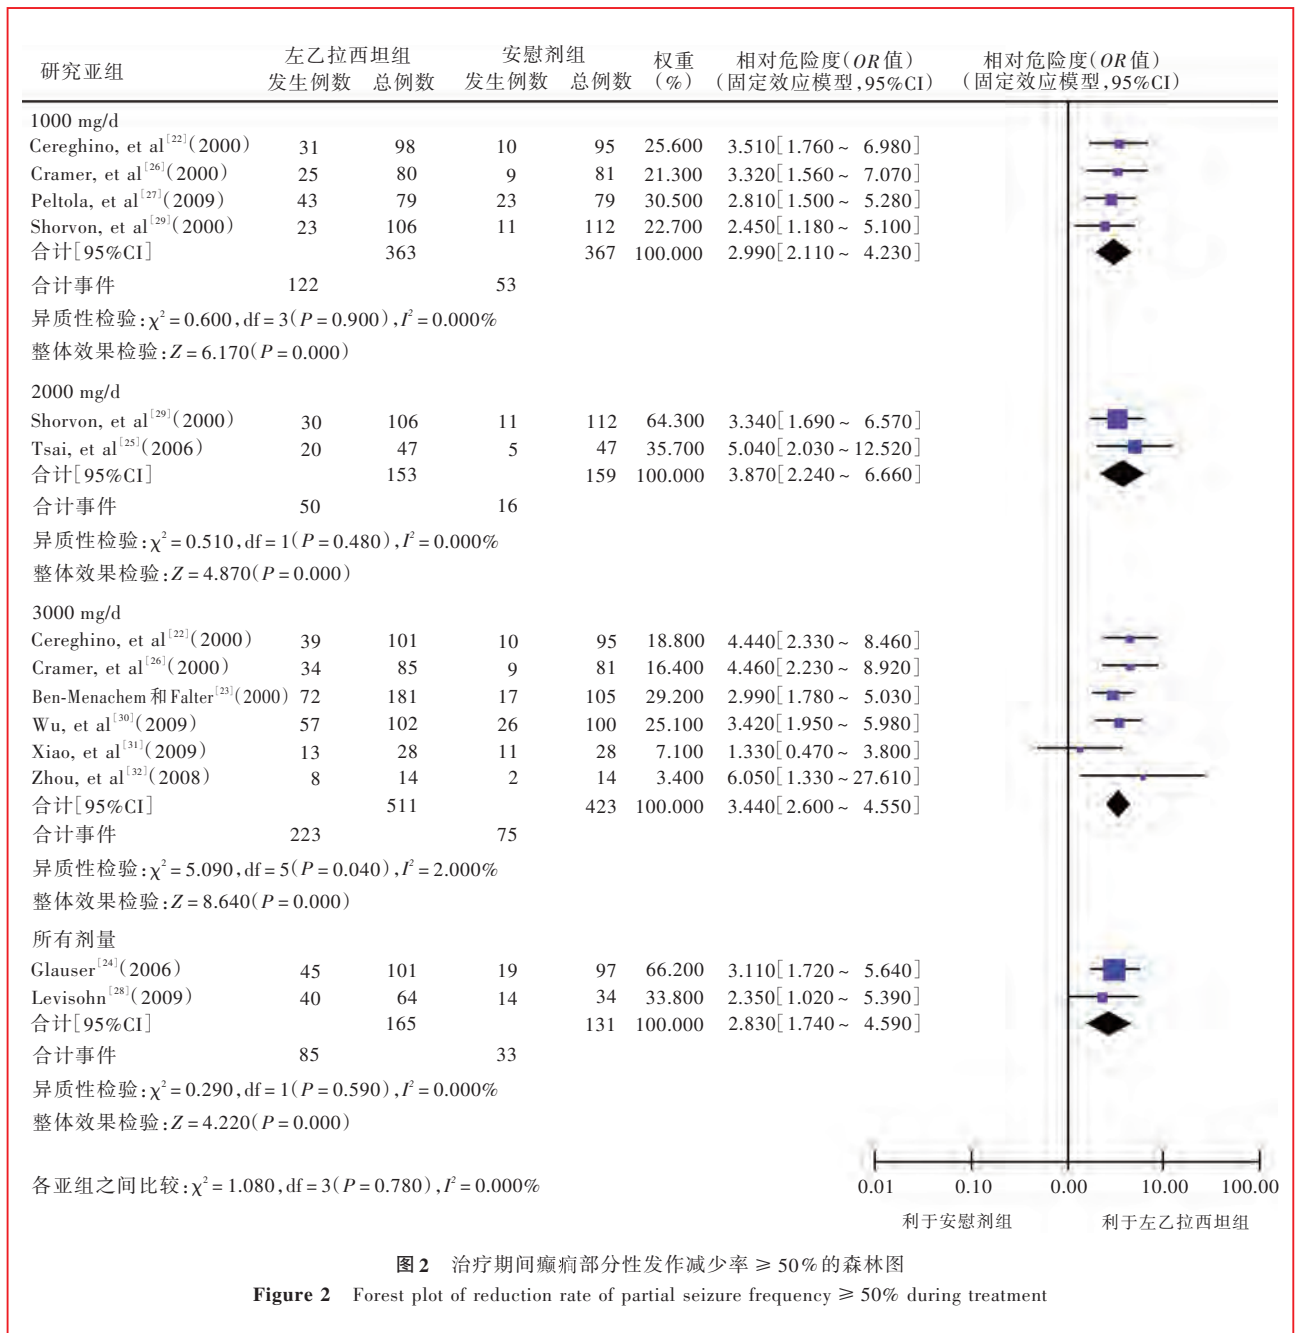 研究亚组 左乙拉西坦组 安慰剂组 权重 相对危险度(OR值) 相对危险度(OR值)
发生例数 总例数 发生例数 总例数 (%) (固定效应模型,95%CI) (固定效应模型,95%CI)
1000 mg/d
Cereghino, et al[22](2000) 31 98 10 95 25.600 3.510[1.760~ 6.980]
Cramer, et al[26](2000) 25 80 9 81 21.300 3.320[1.560~ 7.070]
Peltola, et al[27](2009) 43 79 23 79 30.500 2.810[1.500~ 5.280]
Shorvon, et al[29](2000) 23 106 11 112 22.700 2.450[1.180~ 5.100]
合计[95%CI] 363 367 100.000 2.990[2.110~ 4.230]
合计事件 122 53
异质性检验:χ²=0.600,df=3(P=0.900),I²=0.000%
整体效果检验:Z=6.170(P=0.000)
2000 mg/d
Shorvon, et al[29](2000) 30 106 11 112 64.300 3.340[1.690~ 6.570]
Tsai, et al[25](2006) 20 47 5 47 35.700 5.040[2.030~12.520]
合计[95%CI] 153 159 100.000 3.870[2.240~ 6.660]
合计事件 50 16
异质性检验:χ²=0.510,df=1(P=0.480),I²=0.000%
整体效果检验:Z=4.870(P=0.000)
3000 mg/d
Cereghino, et al[22](2000) 39 101 10 95 18.800 4.440[2.330~ 8.460]
Cramer, et al[26](2000) 34 85 9 81 16.400 4.460[2.230~ 8.920]
Ben-Menachem和Falter[23](2000) 72 181 17 105 29.200 2.990[1.780~ 5.030]
Wu, et al[30](2009) 57 102 26 100 25.100 3.420[1.950~ 5.980]
Xiao, et al[31](2009) 13 28 11 28 7.100 1.330[0.470~ 3.800]
Zhou, et al[32](2008) 8 14 2 14 3.400 6.050[1.330~27.610]
合计[95%CI] 511 423 100.000 3.440[2.600~ 4.550]
合计事件 223 75
异质性检验:χ²=5.090,df=5(P=0.040),I²=2.000%
整体效果检验:Z=8.640(P=0.000)
所有剂量
Glauser[24](2006) 45 101 19 97 66.200 3.110[1.720~ 5.640]
Levisohn[28](2009) 40 64 14 34 33.800 2.350[1.020~ 5.390]
合计[95%CI] 165 131 100.000 2.830[1.740~ 4.590]
合计事件 85 33
异质性检验:χ²=0.290,df=1(P=0.590),I²=0.000%
整体效果检验:Z=4.220(P=0.000)
各亚组之间比较:χ²=1.080,df=3(P=0.780),I²=0.000%
0.01 0.10 0.00 10.00 100.00
利于安慰剂组 利于左乙拉西坦组
图2 治疗期间癫痫部分性发作减少率≥50%的森林图
Figure 2 Forest plot of reduction rate of partial seizure frequency ≥ 50% during treatment